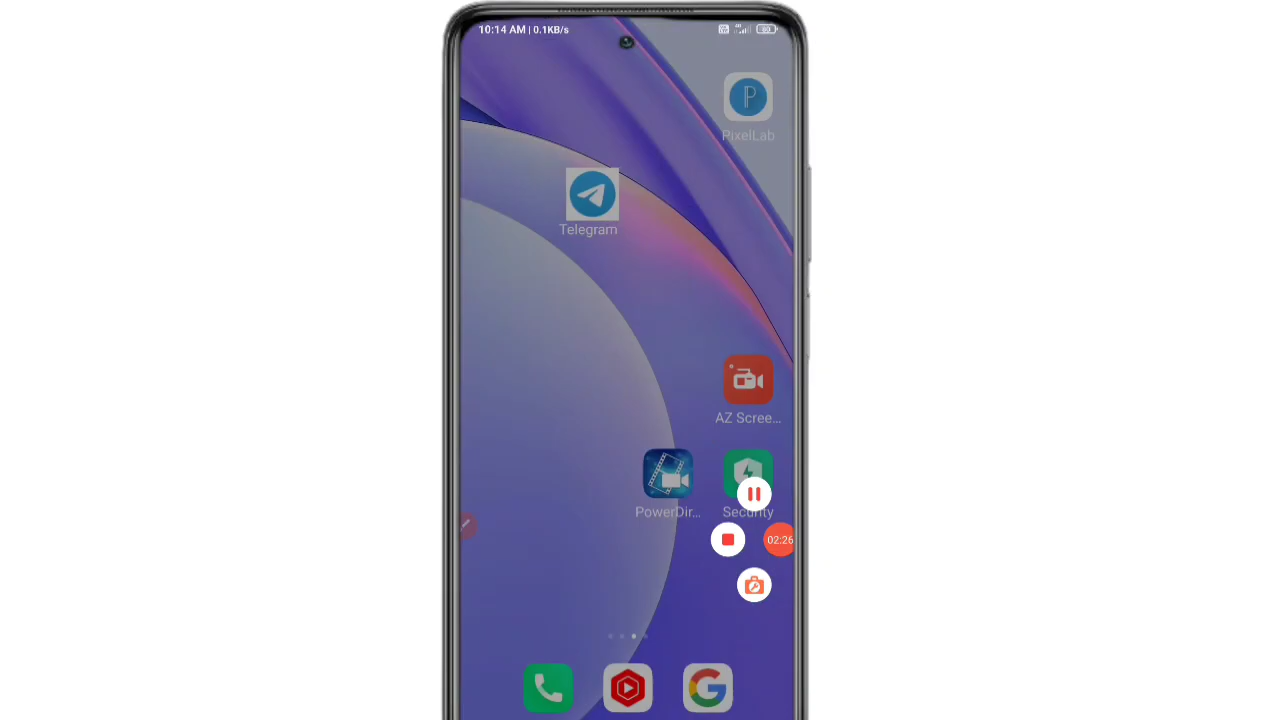 10:14 AM | 0.1KB/s
PixelLab
Telegram
AZ Scree...
PowerDir...
Security
02:26